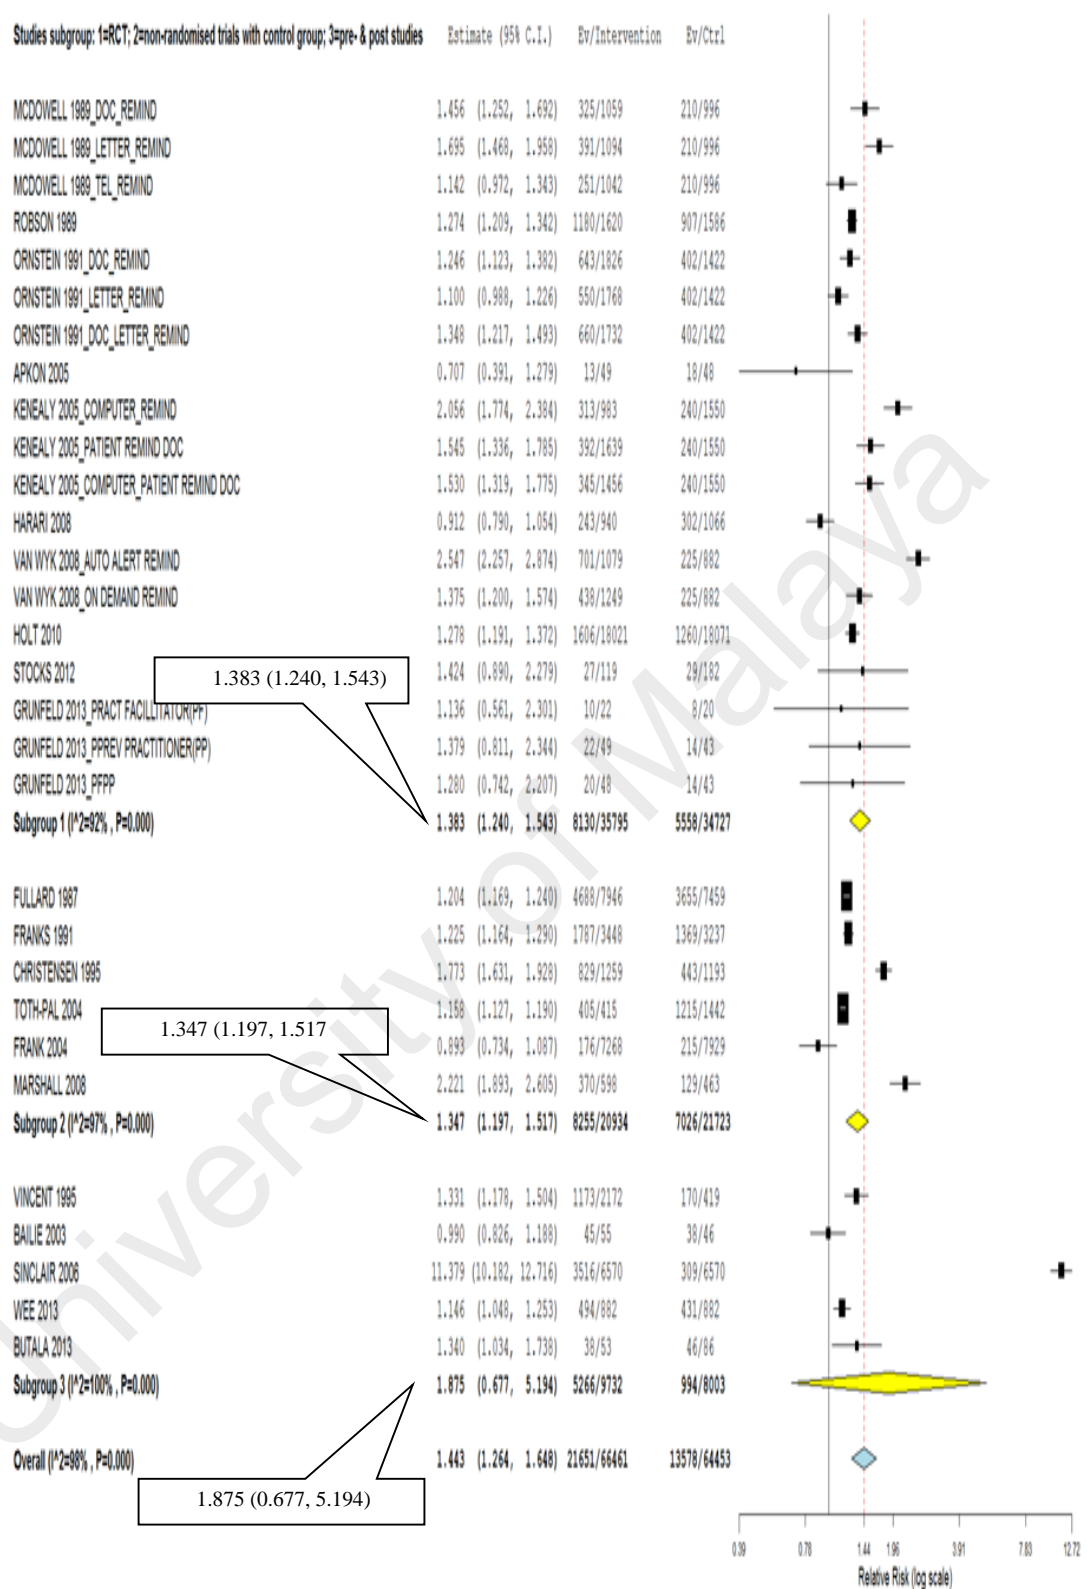 Studies subgroup: 1=RCT; 2=non-randomised trials with control group; 3=pre- & post studies Estimate (95% C.I.) Ev/Intervention Ev/Ctrl
MCDOWELL 1989_DOC_REMIND 1.456 (1.252, 1.692) 325/1059 210/996
MCDOWELL 1989_LETTER_REMIND 1.695 (1.468, 1.958) 391/1094 210/996
MCDOWELL 1989_TEL_REMIND 1.142 (0.972, 1.343) 251/1042 210/996
ROBSON 1989 1.274 (1.209, 1.342) 1180/1620 907/1586
ORNSTEIN 1991_DOC_REMIND 1.246 (1.123, 1.382) 643/1826 402/1422
ORNSTEIN 1991_LETTER_REMIND 1.100 (0.988, 1.226) 550/1768 402/1422
ORNSTEIN 1991_DOC_LETTER_REMIND 1.348 (1.217, 1.493) 660/1732 402/1422
APKON 2005 0.707 (0.391, 1.279) 13/49 18/48
KENEALY 2005_COMPUTER_REMIND 2.056 (1.774, 2.384) 313/983 240/1550
KENEALY 2005_PATIENT REMIND DOC 1.545 (1.336, 1.785) 392/1639 240/1550
KENEALY 2005_COMPUTER_PATIENT REMIND DOC 1.530 (1.319, 1.775) 345/1456 240/1550
HARARI 2008 0.912 (0.790, 1.054) 243/940 302/1066
VAN WYK 2008_AUTO ALERT REMIND 2.547 (2.257, 2.874) 701/1079 225/882
VAN WYK 2008_ON DEMAND REMIND 1.375 (1.200, 1.574) 438/1249 225/882
HOLT 2010 1.278 (1.191, 1.372) 1606/18021 1260/18071
STOCKS 2012 1.424 (0.890, 2.279) 27/119 29/182
1.383 (1.240, 1.543)
GRUNFELD 2013_PRACT FACILLITATOR(PF) 1.136 (0.561, 2.301) 10/22 8/20
GRUNFELD 2013_PPREV PRACTITIONER(PP) 1.379 (0.811, 2.344) 22/49 14/43
GRUNFELD 2013_PFPP 1.280 (0.742, 2.207) 20/48 14/43
Subgroup 1 (I^2=92% , P=0.000) 1.383 (1.240, 1.543) 8130/35795 5558/34727
FULLARD 1987 1.204 (1.169, 1.240) 4688/7946 3655/7459
FRANKS 1991 1.225 (1.164, 1.290) 1787/3448 1369/3237
CHRISTENSEN 1995 1.773 (1.631, 1.928) 829/1259 443/1193
TOTH-PAL 2004 1.158 (1.127, 1.190) 405/415 1215/1442
1.347 (1.197, 1.517
FRANK 2004 0.893 (0.734, 1.087) 176/7268 215/7929
MARSHALL 2008 2.221 (1.893, 2.605) 370/598 129/463
Subgroup 2 (I^2=97% , P=0.000) 1.347 (1.197, 1.517) 8255/20934 7026/21723
VINCENT 1995 1.331 (1.178, 1.504) 1173/2172 170/419
BAILIE 2003 0.990 (0.826, 1.188) 45/55 38/46
SINCLAIR 2006 11.379 (10.182, 12.716) 3516/6570 309/6570
WEE 2013 1.146 (1.048, 1.253) 494/882 431/882
BUTALA 2013 1.340 (1.034, 1.738) 38/53 46/86
Subgroup 3 (I^2=100% , P=0.000) 1.875 (0.677, 5.194) 5266/9732 994/8003
Overall (I^2=98% , P=0.000) 1.443 (1.264, 1.648) 21651/66461 13578/64453
1.875 (0.677, 5.194)
0.39 0.78 1.44 1.96 3.91 7.83 12.72
Relative Risk (log scale)
University of Malaya